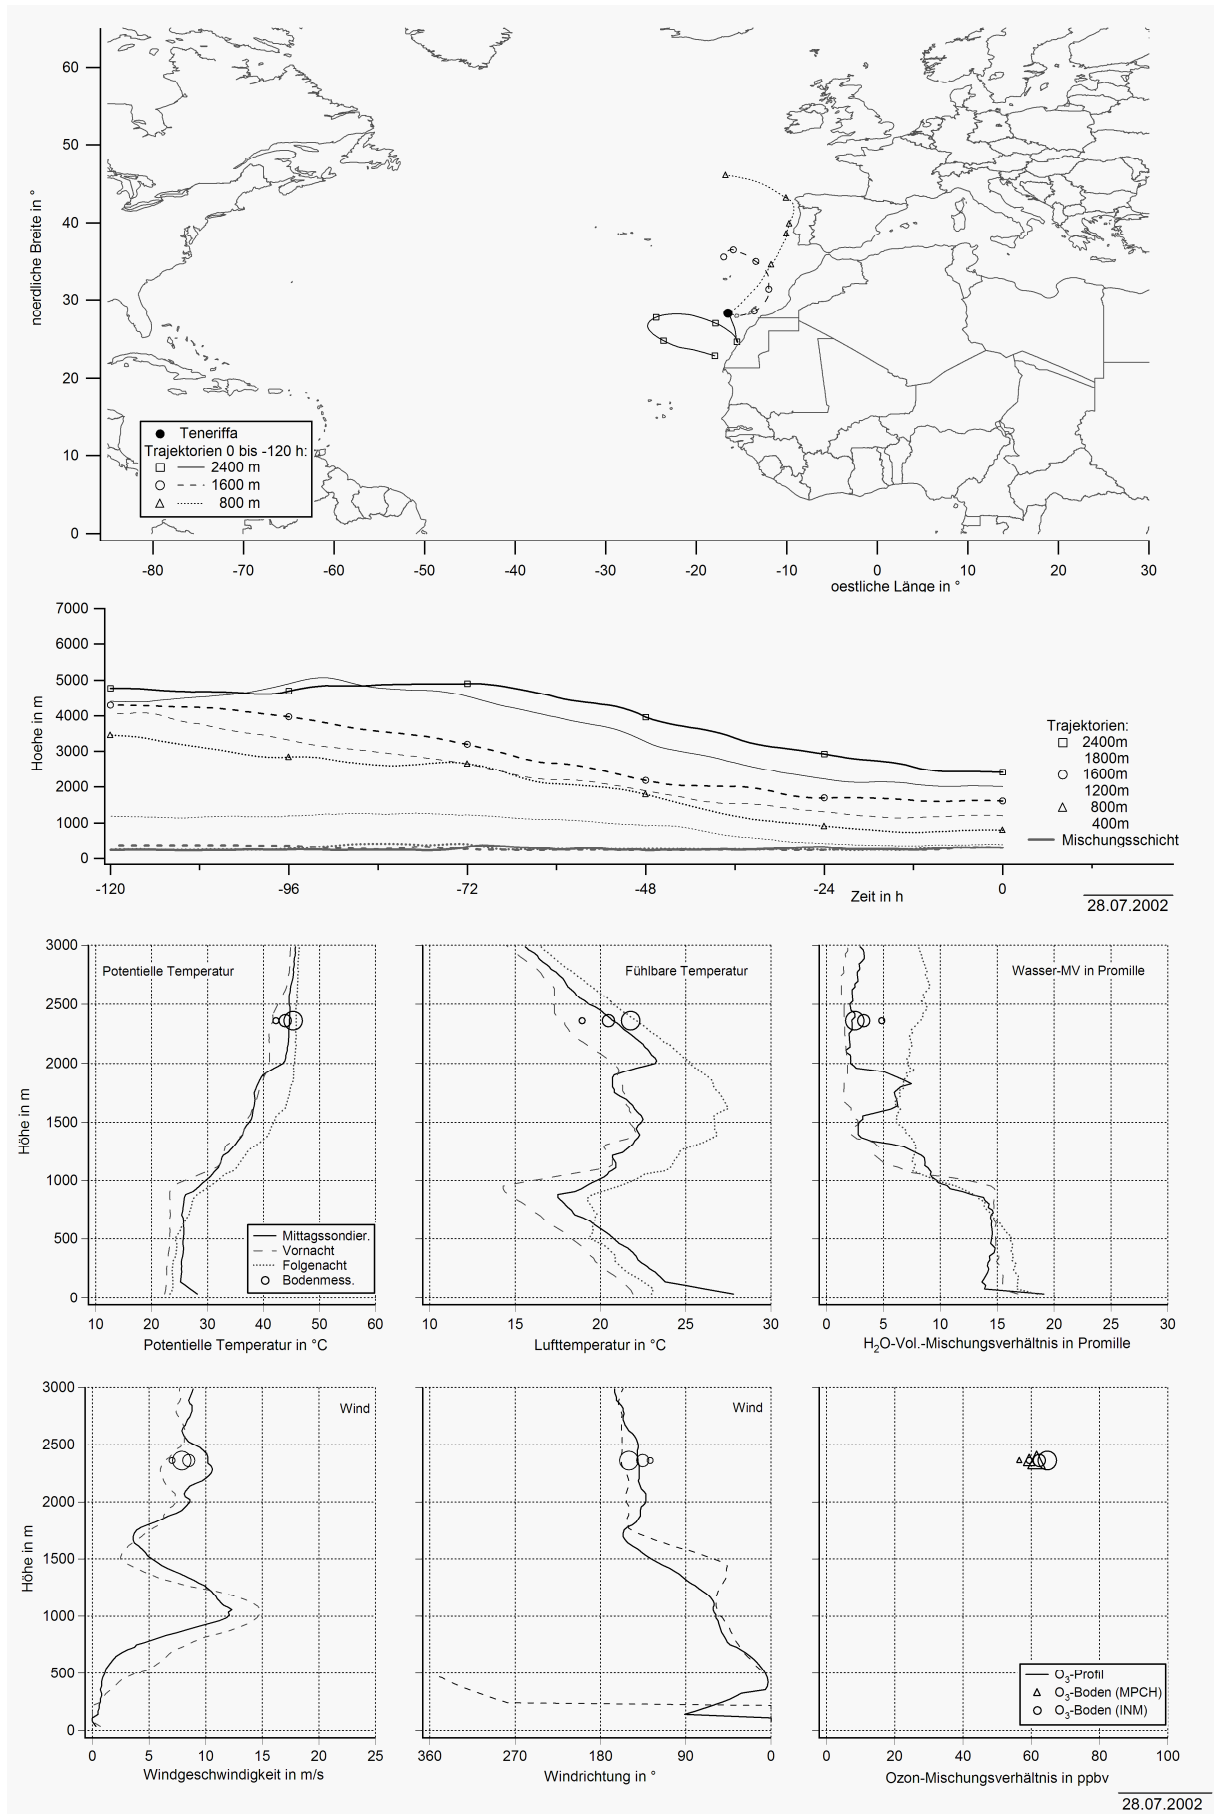 noerdliche Breite in °
60
50
40
30
20
10
0
Teneriffa
Trajektorien 0 bis -120 h:
2400 m
1600 m
800 m
-80 -70 -60 -50 -40 -30 -20 -10 0 10 20 30
oestliche Länge in °
Hoehe in m
7000
6000
5000
4000
3000
2000
1000
0
Trajektorien:
2400m
1800m
1600m
1200m
800m
400m
Mischungsschicht
-120 -96 -72 -48 -24 0
Zeit in h
28.07.2002
Höhe in m
3000
2500
2000
1500
1000
500
0
Potentielle Temperatur
Mittagssondier.
Vornacht
Folgenacht
Bodenmess.
10 20 30 40 50 60
Potentielle Temperatur in °C
Fühlbare Temperatur
10 15 20 25 30
Lufttemperatur in °C
Wasser-MV in Promille
0 5 10 15 20 25 30
H2O-Vol.-Mischungsverhältnis in Promille
Höhe in m
3000
2500
2000
1500
1000
500
0
Wind
0 5 10 15 20 25
Windgeschwindigkeit in m/s
Wind
360 270 180 90 0
Windrichtung in °
O3-Profil
O3-Boden (MPCH)
O3-Boden (INM)
0 20 40 60 80 100
Ozon-Mischungsverhältnis in ppbv
28.07.2002